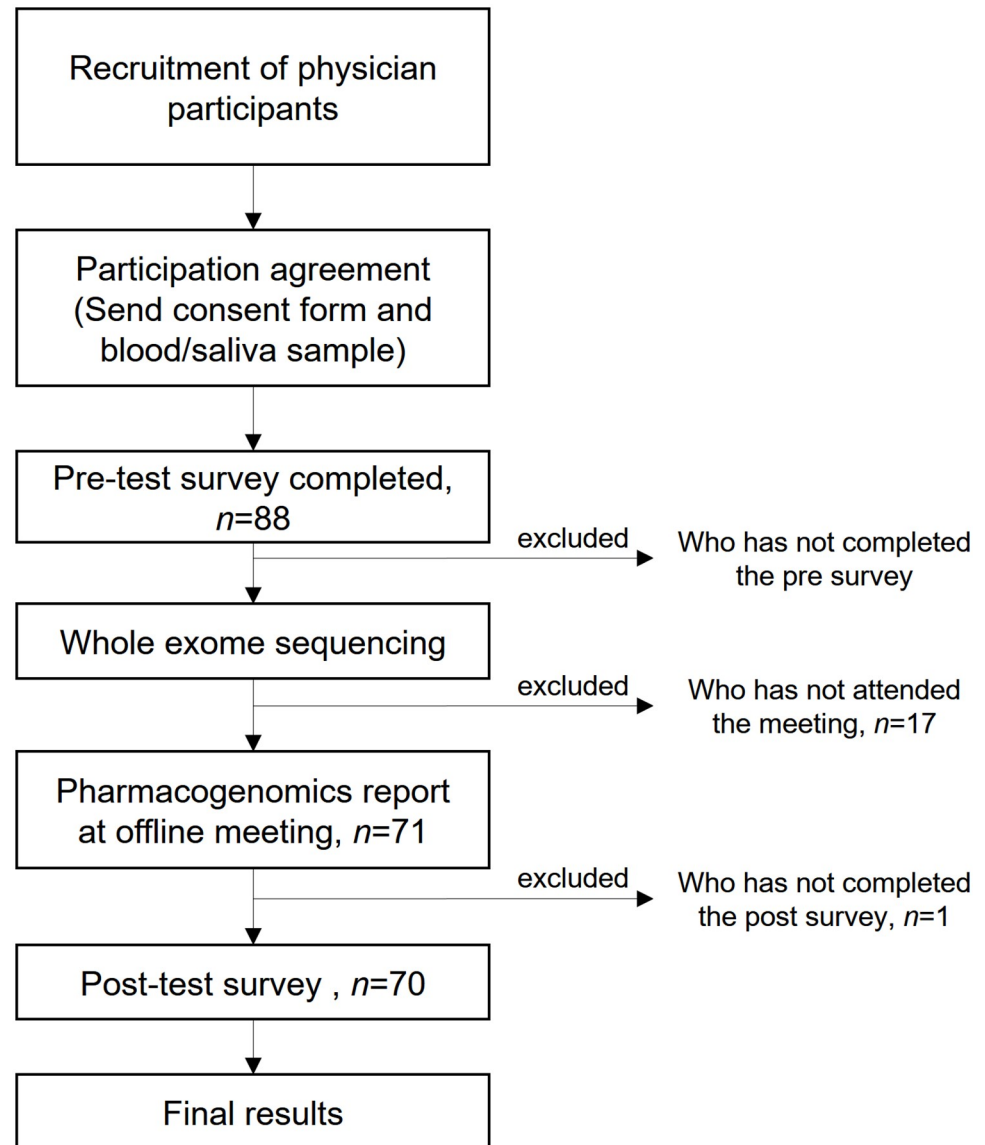 Recruitment of physician
participants
Participation agreement
(Send consent form and
blood/saliva sample)
Pre-test survey completed,
n=88
excluded
Who has not completed
the pre survey
Whole exome sequencing
excluded
Who has not attended
the meeting, n=17
Pharmacogenomics report
at offline meeting, n=71
excluded
Who has not completed
the post survey, n=1
Post-test survey , n=70
Final results